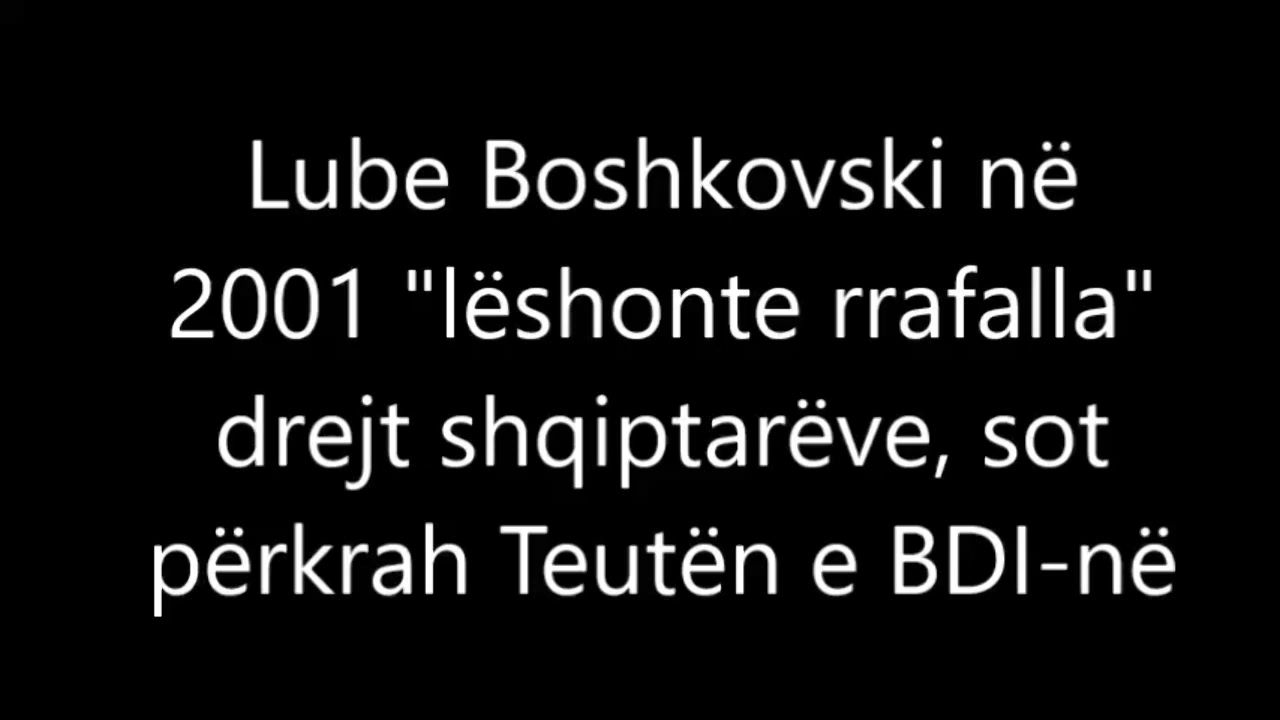 Lube Boshkovski në
2001 "lëshonte rrafalla"
drejt shqiptarëve, sot
përkrah Teutën e BDI-në